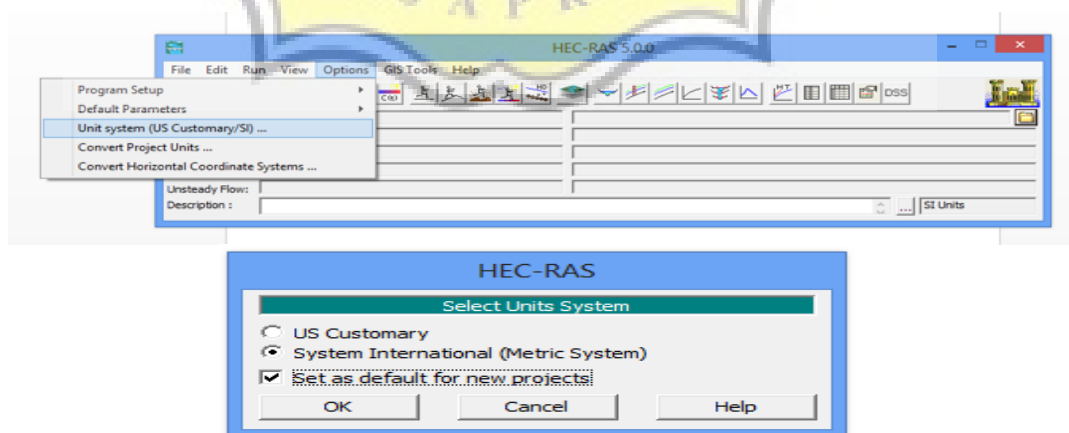 A P R
HEC-RAS 5.0.0
File Edit Run View Options GIS Tools Help
Program Setup
Default Parameters
Unit system (US Customary/SI) ...
Convert Project Units ...
Convert Horizontal Coordinate Systems ...
DSS
Unsteady Flow:
Description :
... SI Units
HEC-RAS
Select Units System
US Customary
System International (Metric System)
Set as default for new projects
OK Cancel Help